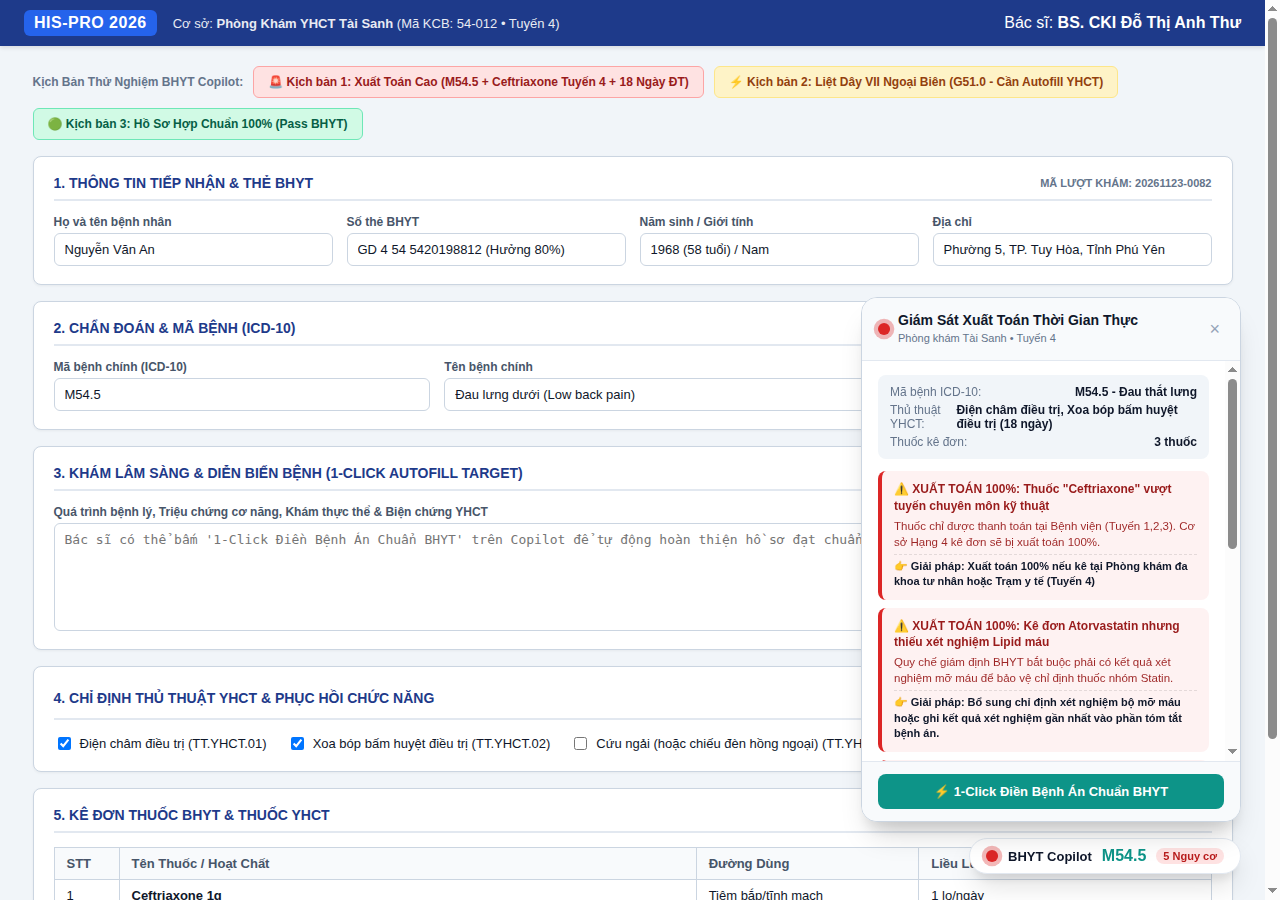 HIS-PRO 2026
Cơ sở: Phòng Khám YHCT Tài Sanh (Mã KCB: 54-012 • Tuyến 4)
Bác sĩ: BS. CKI Đỗ Thị Anh Thư
Kịch Bản Thử Nghiệm BHYT Copilot:
🚨 Kịch bản 1: Xuất Toán Cao (M54.5 + Ceftriaxone Tuyến 4 + 18 Ngày ĐT)
⚡ Kịch bản 2: Liệt Dây VII Ngoại Biên (G51.0 - Cần Autofill YHCT)
🟢 Kịch bản 3: Hồ Sơ Hợp Chuẩn 100% (Pass BHYT)
1. THÔNG TIN TIẾP NHẬN & THẺ BHYT
MÃ LƯỢT KHÁM: 20261123-0082
Họ và tên bệnh nhân
Số thẻ BHYT
Năm sinh / Giới tính
Địa chỉ
Nguyễn Văn An
GD 4 54 5420198812 (Hưởng 80%)
1968 (58 tuổi) / Nam
Phường 5, TP. Tuy Hòa, Tỉnh Phú Yên
2. CHẨN ĐOÁN & MÃ BỆNH (ICD-10)
Mã bệnh chính (ICD-10)
Tên bệnh chính
M54.5
Đau lưng dưới (Low back pain)
3. KHÁM LÂM SÀNG & DIỄN BIẾN BỆNH (1-CLICK AUTOFILL TARGET)
Quá trình bệnh lý, Triệu chứng cơ năng, Khám thực thể & Biện chứng YHCT
Bác sĩ có thể bấm '1-Click Điền Bệnh Án Chuẩn BHYT' trên Copilot để tự động hoàn thiện hồ sơ đạt chuẩn
4. CHỈ ĐỊNH THỦ THUẬT YHCT & PHỤC HỒI CHỨC NĂNG
Điện châm điều trị (TT.YHCT.01)
Xoa bóp bấm huyệt điều trị (TT.YHCT.02)
Cứu ngải (hoặc chiếu đèn hồng ngoại) (TT.YH
5. KÊ ĐƠN THUỐC BHYT & THUỐC YHCT
STT
Tên Thuốc / Hoạt Chất
Đường Dùng
Liều
1
Ceftriaxone 1g
Tiêm bắp/tĩnh mạch
1 lọ/ngày
Giám Sát Xuất Toán Thời Gian Thực
×
Phòng khám Tài Sanh • Tuyến 4
Mã bệnh ICD-10:
M54.5 - Đau thắt lưng
Thủ thuật YHCT:
Điện châm điều trị, Xoa bóp bấm huyệt
điều trị (18 ngày)
Thuốc kê đơn:
3 thuốc
⚠️ XUẤT TOÁN 100%: Thuốc "Ceftriaxone" vượt
tuyến chuyên môn kỹ thuật
Thuốc chỉ được thanh toán tại Bệnh viện (Tuyến 1,2,3). Cơ
sở Hạng 4 kê đơn sẽ bị xuất toán 100%.
👉 Giải pháp: Xuất toán 100% nếu kê tại Phòng khám đa
khoa tư nhân hoặc Trạm y tế (Tuyến 4)
⚠️ XUẤT TOÁN 100%: Kê đơn Atorvastatin nhưng
thiếu xét nghiệm Lipid máu
Quy chế giám định BHYT bắt buộc phải có kết quả xét
nghiệm mỡ máu để bảo vệ chỉ định thuốc nhóm Statin.
👉 Giải pháp: Bổ sung chỉ định xét nghiệm bộ mỡ máu
hoặc ghi kết quả xét nghiệm gần nhất vào phần tóm tắt
bệnh án.
⚡ 1-Click Điền Bệnh Án Chuẩn BHYT
BHYT Copilot
M54.5
5 Nguy cơ